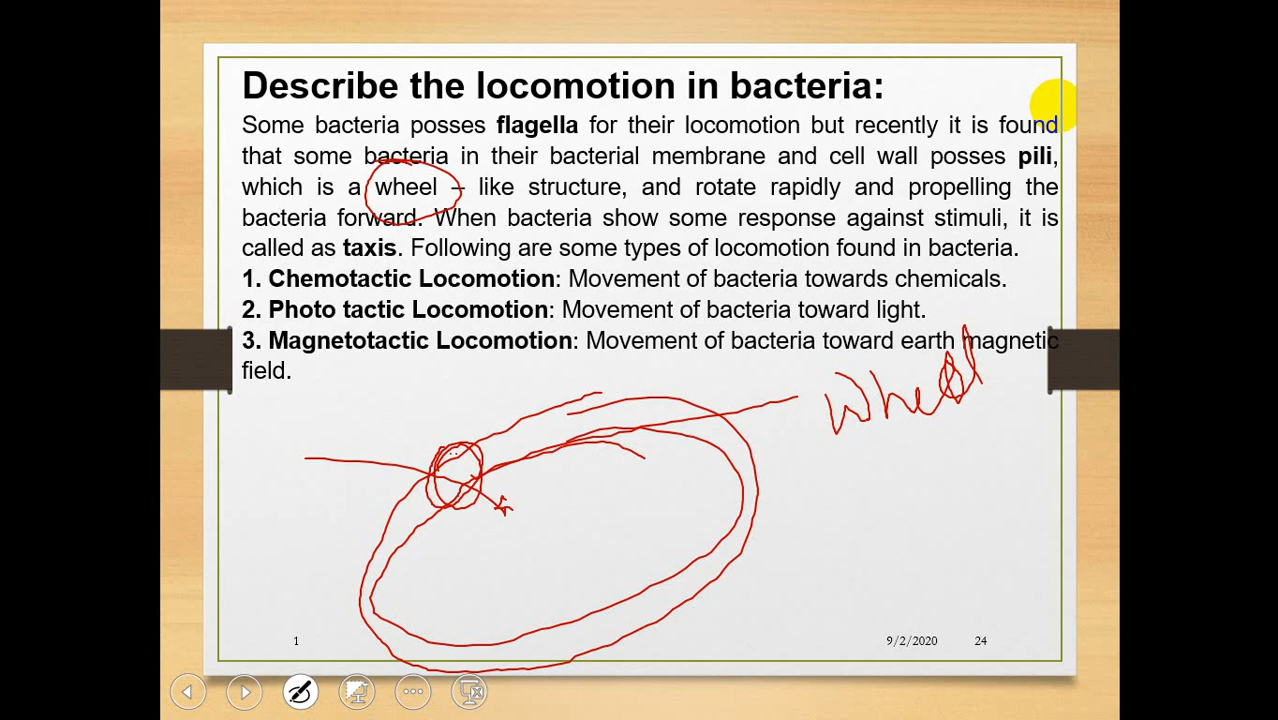 Describe the locomotion in bacteria:
Some bacteria posses flagella for their locomotion but recently it is found
that some bacteria in their bacterial membrane and cell wall posses pili,
which is a wheel – like structure, and rotate rapidly and propelling the
bacteria forward. When bacteria show some response against stimuli, it is
called as taxis. Following are some types of locomotion found in bacteria.
1. Chemotactic Locomotion: Movement of bacteria towards chemicals.
2. Photo tactic Locomotion: Movement of bacteria toward light.
3. Magnetotactic Locomotion: Movement of bacteria toward earth magnetic
field.
Wheel
1
9/2/2020
24